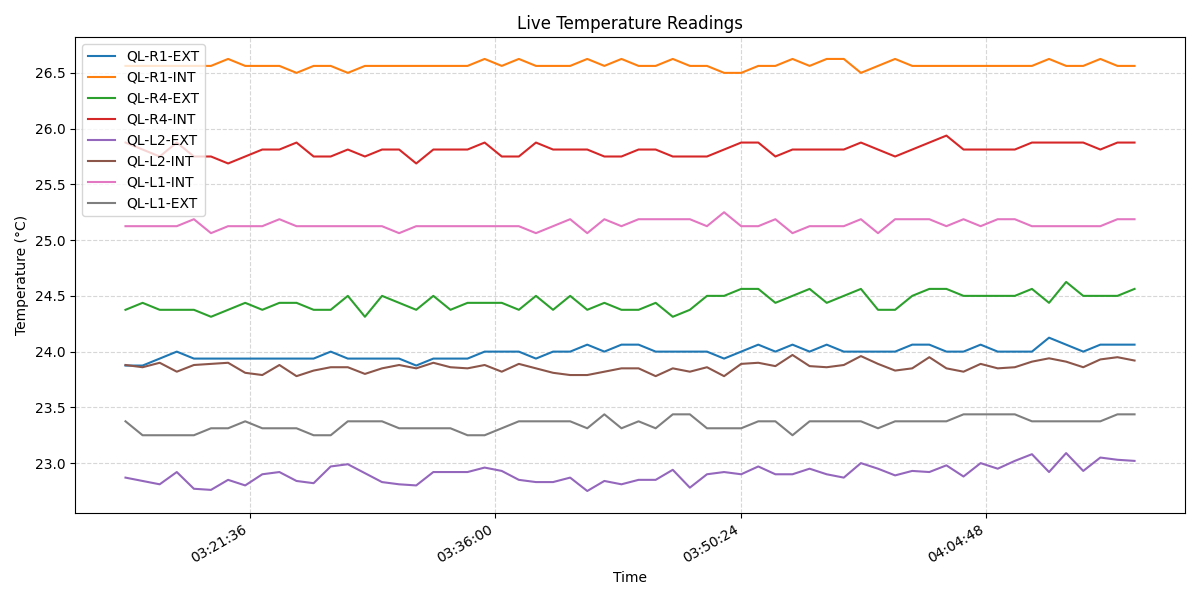 Live Temperature Readings
QL-R1-EXT
QL-R1-INT
QL-R4-EXT
QL-R4-INT
QL-L2-EXT
QL-L2-INT
QL-L1-INT
QL-L1-EXT
Temperature (°C)
26.5
26.0
25.5
25.0
24.5
24.0
23.5
23.0
03:21:36
03:36:00
03:50:24
04:04:48
Time